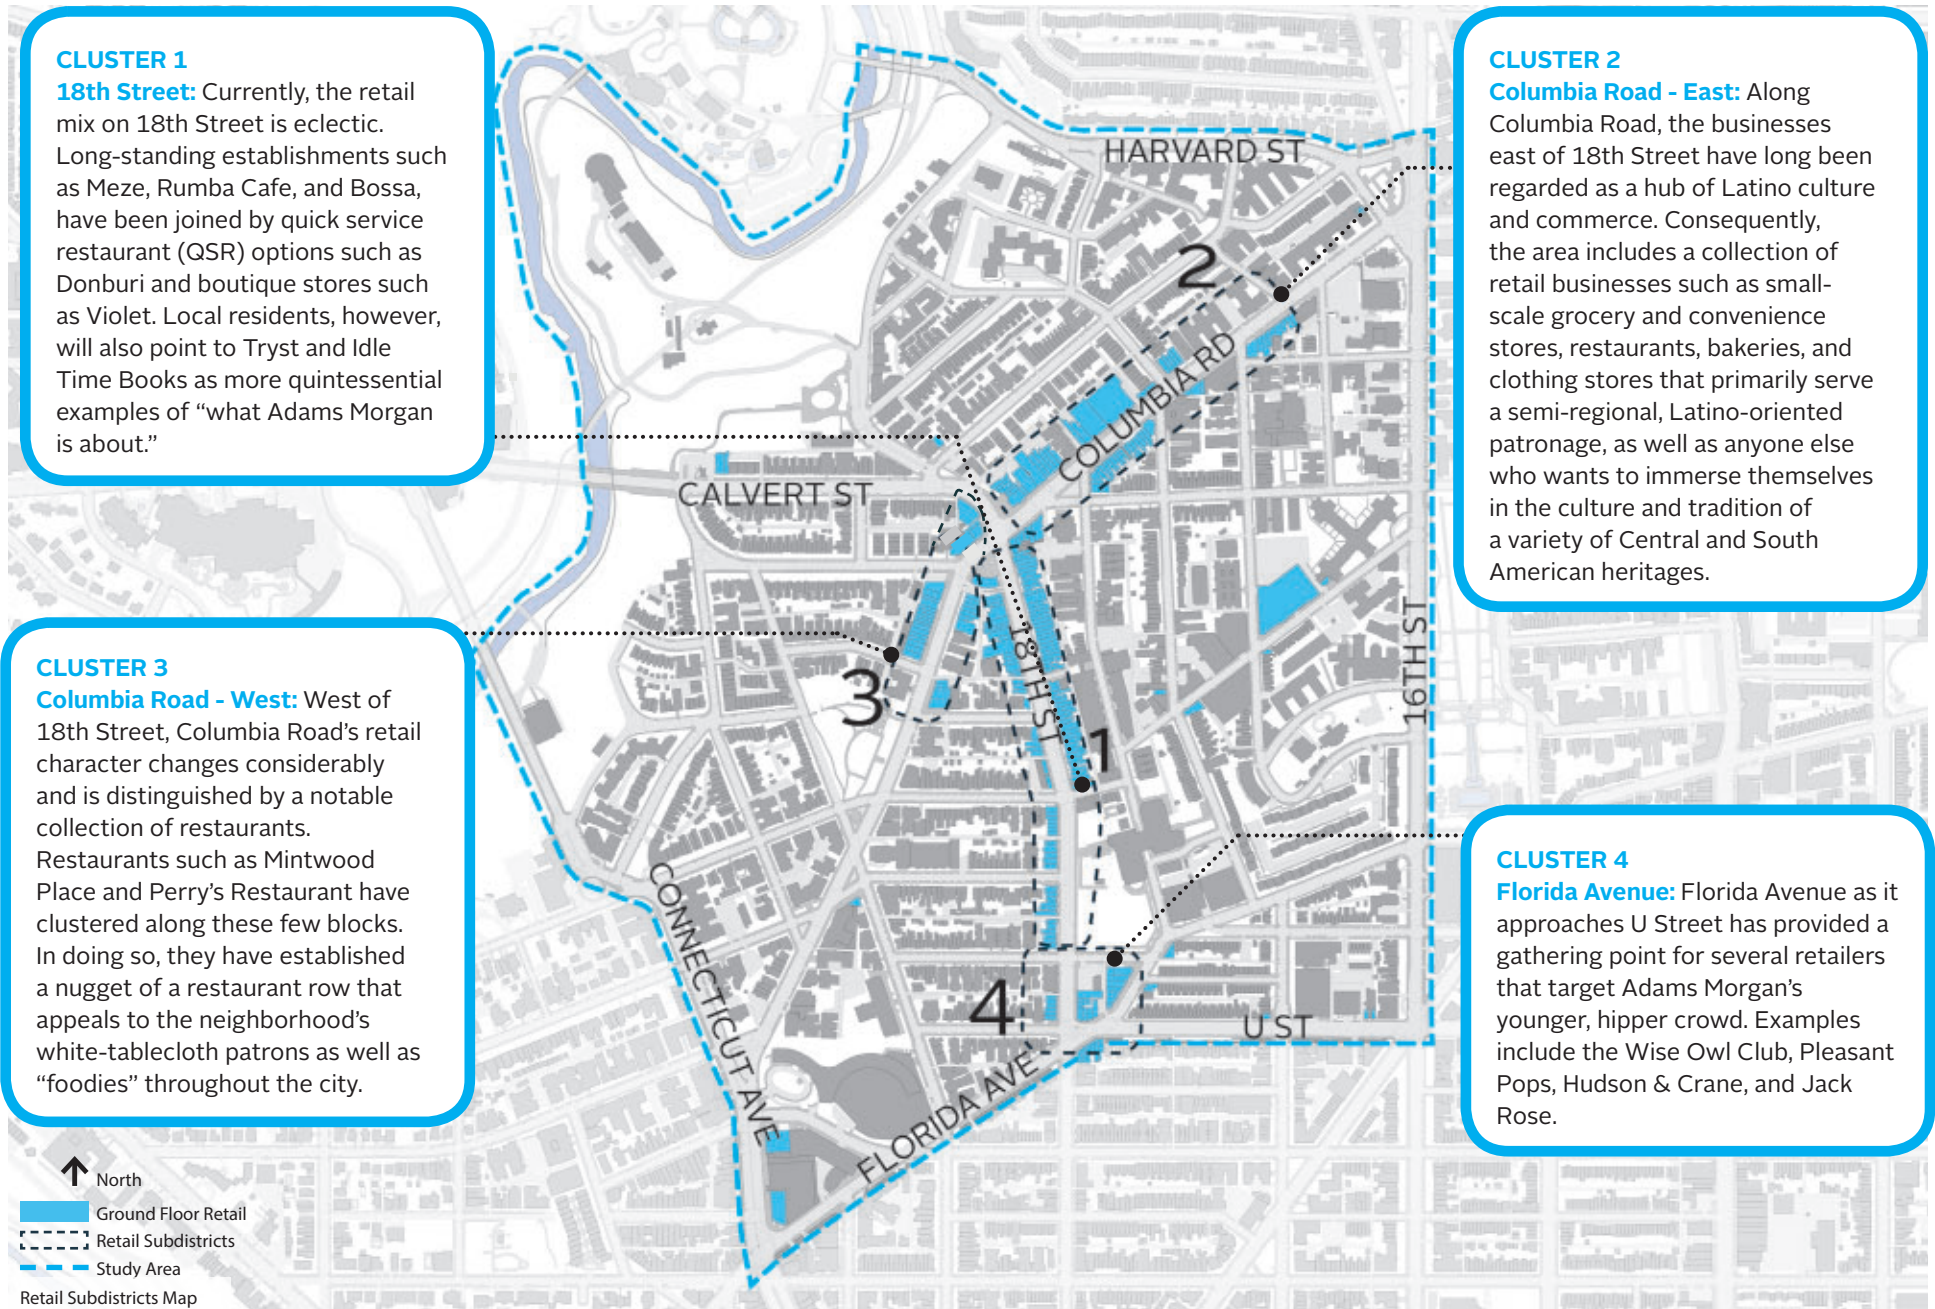 CLUSTER 1
18th Street: Currently, the retail
mix on 18th Street is eclectic.
Long-standing establishments such
as Meze, Rumba Cafe, and Bossa,
have been joined by quick service
restaurant (QSR) options such as
Donburi and boutique stores such
as Violet. Local residents, however,
will also point to Tryst and Idle
Time Books as more quintessential
examples of “what Adams Morgan
is about.”
CLUSTER 2
Columbia Road - East: Along
Columbia Road, the businesses
east of 18th Street have long been
regarded as a hub of Latino culture
and commerce. Consequently,
the area includes a collection of
retail businesses such as small-
scale grocery and convenience
stores, restaurants, bakeries, and
clothing stores that primarily serve
a semi-regional, Latino-oriented
patronage, as well as anyone else
who wants to immerse themselves
in the culture and tradition of
a variety of Central and South
American heritages.
CLUSTER 3
Columbia Road - West: West of
18th Street, Columbia Road’s retail
character changes considerably
and is distinguished by a notable
collection of restaurants.
Restaurants such as Mintwood
Place and Perry’s Restaurant have
clustered along these few blocks.
In doing so, they have established
a nugget of a restaurant row that
appeals to the neighborhood’s
white-tablecloth patrons as well as
“foodies” throughout the city.
CLUSTER 4
Florida Avenue: Florida Avenue as it
approaches U Street has provided a
gathering point for several retailers
that target Adams Morgan’s
younger, hipper crowd. Examples
include the Wise Owl Club, Pleasant
Pops, Hudson & Crane, and Jack
Rose.
HARVARD ST
2
COLUMBIA RD
CALVERT ST
18TH ST
16TH ST
3
1
CONNECTICUT AVE
4
U ST
FLORIDA AVE
North
Ground Floor Retail
Retail Subdistricts
Study Area
Retail Subdistricts Map